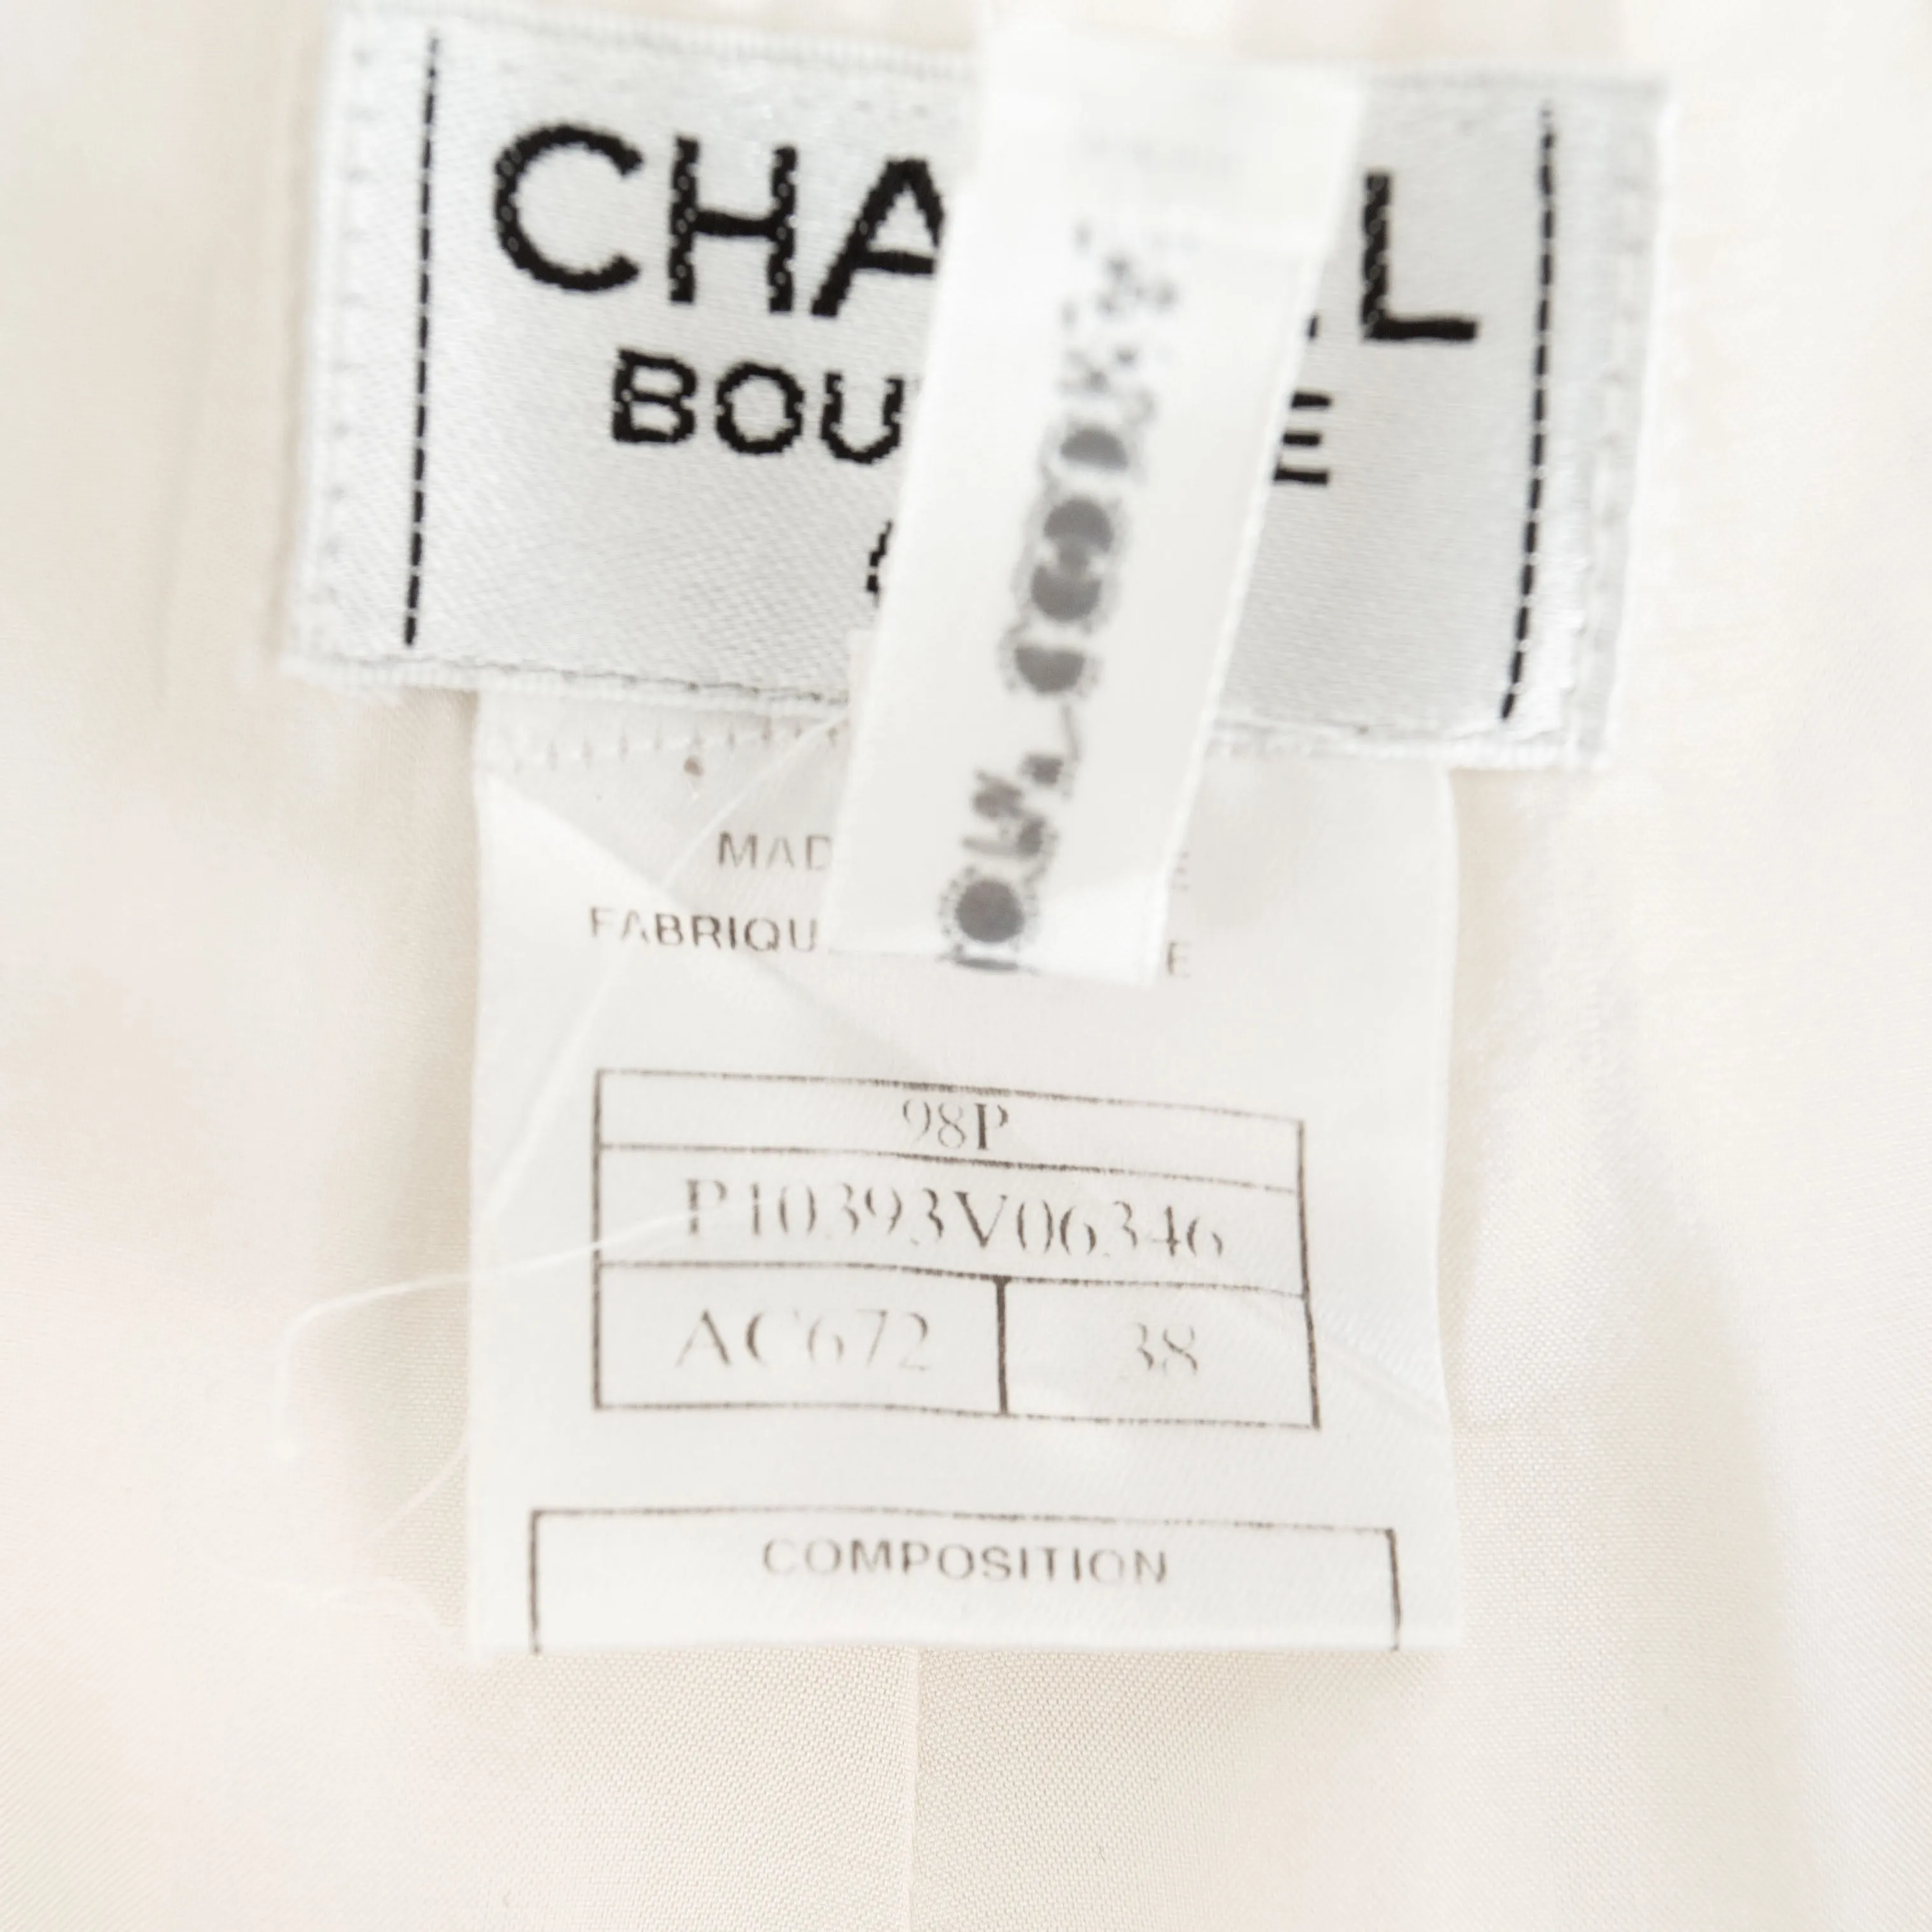 CHA L
BOU E
MAD E
FABRIQU E
98P
P10393V06346
AC672 38
COMPOSITION